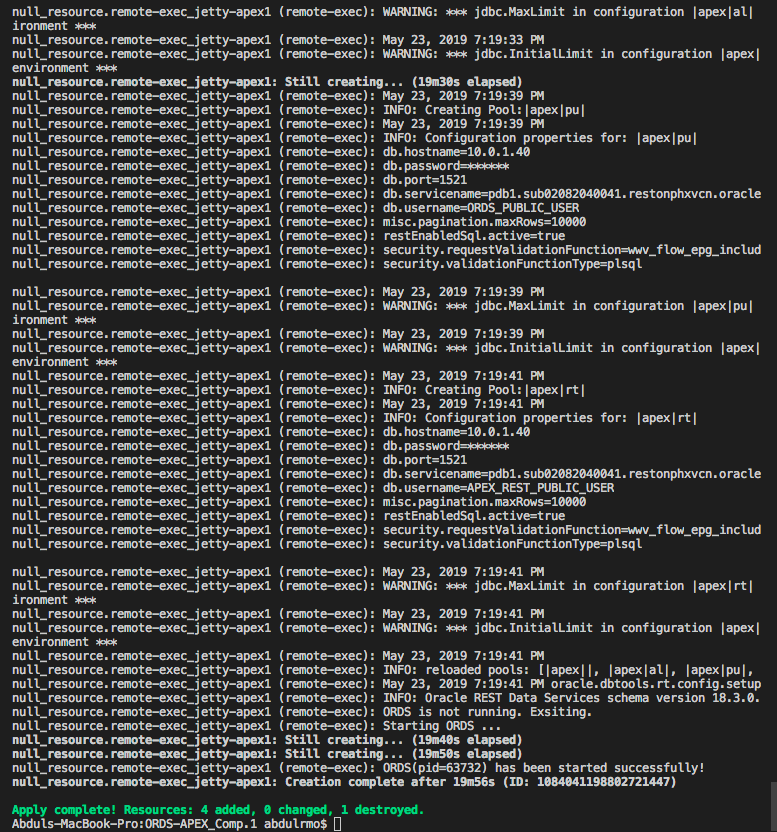 null_resource.remote-exec_jetty-apex1 (remote-exec): WARNING: *** jdbc.MaxLimit in configuration |apex|al|
ironment ***
null_resource.remote-exec_jetty-apex1 (remote-exec): May 23, 2019 7:19:33 PM
null_resource.remote-exec_jetty-apex1 (remote-exec): WARNING: *** jdbc.InitialLimit in configuration |apex|
environment ***
null_resource.remote-exec_jetty-apex1: Still creating... (19m30s elapsed)
null_resource.remote-exec_jetty-apex1 (remote-exec): May 23, 2019 7:19:39 PM
null_resource.remote-exec_jetty-apex1 (remote-exec): INFO: Creating Pool:|apex|pu|
null_resource.remote-exec_jetty-apex1 (remote-exec): May 23, 2019 7:19:39 PM
null_resource.remote-exec_jetty-apex1 (remote-exec): INFO: Configuration properties for: |apex|pu|
null_resource.remote-exec_jetty-apex1 (remote-exec): db.hostname=10.0.1.40
null_resource.remote-exec_jetty-apex1 (remote-exec): db.password=******
null_resource.remote-exec_jetty-apex1 (remote-exec): db.port=1521
null_resource.remote-exec_jetty-apex1 (remote-exec): db.servicename=pdb1.sub02082040041.restonphxvcn.oracle
null_resource.remote-exec_jetty-apex1 (remote-exec): db.username=ORDS_PUBLIC_USER
null_resource.remote-exec_jetty-apex1 (remote-exec): misc.pagination.maxRows=10000
null_resource.remote-exec_jetty-apex1 (remote-exec): restEnabledSql.active=true
null_resource.remote-exec_jetty-apex1 (remote-exec): security.requestValidationFunction=wwv_flow_epg_includ
null_resource.remote-exec_jetty-apex1 (remote-exec): security.validationFunctionType=plsql
null_resource.remote-exec_jetty-apex1 (remote-exec): May 23, 2019 7:19:39 PM
null_resource.remote-exec_jetty-apex1 (remote-exec): WARNING: *** jdbc.MaxLimit in configuration |apex|pu|
ironment ***
null_resource.remote-exec_jetty-apex1 (remote-exec): May 23, 2019 7:19:39 PM
null_resource.remote-exec_jetty-apex1 (remote-exec): WARNING: *** jdbc.InitialLimit in configuration |apex|
environment ***
null_resource.remote-exec_jetty-apex1 (remote-exec): May 23, 2019 7:19:41 PM
null_resource.remote-exec_jetty-apex1 (remote-exec): INFO: Creating Pool:|apex|rt|
null_resource.remote-exec_jetty-apex1 (remote-exec): May 23, 2019 7:19:41 PM
null_resource.remote-exec_jetty-apex1 (remote-exec): INFO: Configuration properties for: |apex|rt|
null_resource.remote-exec_jetty-apex1 (remote-exec): db.hostname=10.0.1.40
null_resource.remote-exec_jetty-apex1 (remote-exec): db.password=******
null_resource.remote-exec_jetty-apex1 (remote-exec): db.port=1521
null_resource.remote-exec_jetty-apex1 (remote-exec): db.servicename=pdb1.sub02082040041.restonphxvcn.oracle
null_resource.remote-exec_jetty-apex1 (remote-exec): db.username=APEX_REST_PUBLIC_USER
null_resource.remote-exec_jetty-apex1 (remote-exec): misc.pagination.maxRows=10000
null_resource.remote-exec_jetty-apex1 (remote-exec): restEnabledSql.active=true
null_resource.remote-exec_jetty-apex1 (remote-exec): security.requestValidationFunction=wwv_flow_epg_includ
null_resource.remote-exec_jetty-apex1 (remote-exec): security.validationFunctionType=plsql
null_resource.remote-exec_jetty-apex1 (remote-exec): May 23, 2019 7:19:41 PM
null_resource.remote-exec_jetty-apex1 (remote-exec): WARNING: *** jdbc.MaxLimit in configuration |apex|rt|
ironment ***
null_resource.remote-exec_jetty-apex1 (remote-exec): May 23, 2019 7:19:41 PM
null_resource.remote-exec_jetty-apex1 (remote-exec): WARNING: *** jdbc.InitialLimit in configuration |apex|
environment ***
null_resource.remote-exec_jetty-apex1 (remote-exec): May 23, 2019 7:19:41 PM
null_resource.remote-exec_jetty-apex1 (remote-exec): INFO: reloaded pools: [|apex||, |apex|al|, |apex|pu|,
null_resource.remote-exec_jetty-apex1 (remote-exec): May 23, 2019 7:19:41 PM oracle.dbtools.rt.config.setup
null_resource.remote-exec_jetty-apex1 (remote-exec): INFO: Oracle REST Data Services schema version 18.3.0.
null_resource.remote-exec_jetty-apex1 (remote-exec): ORDS is not running. Exsiting.
null_resource.remote-exec_jetty-apex1 (remote-exec): Starting ORDS ...
null_resource.remote-exec_jetty-apex1: Still creating... (19m40s elapsed)
null_resource.remote-exec_jetty-apex1: Still creating... (19m50s elapsed)
null_resource.remote-exec_jetty-apex1 (remote-exec): ORDS(pid=63732) has been started successfully!
null_resource.remote-exec_jetty-apex1: Creation complete after 19m56s (ID: 1084041198802721447)
Apply complete! Resources: 4 added, 0 changed, 1 destroyed.
Abduls-MacBook-Pro:ORDS-APEX_Comp.1 abdulrmo$